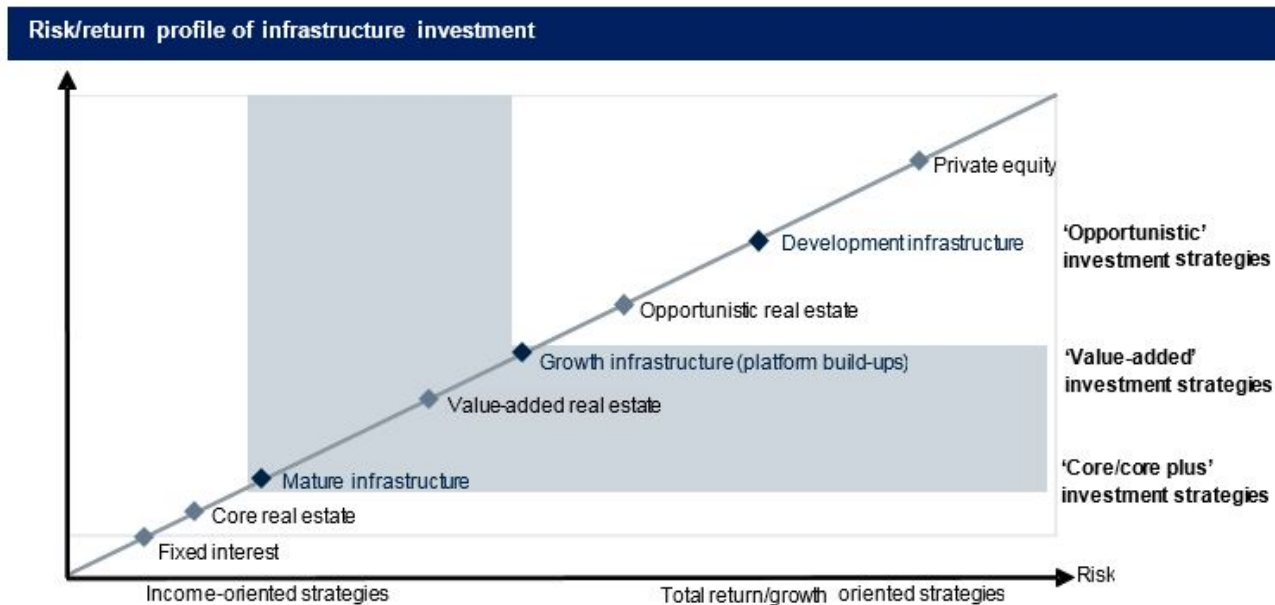 Risk/return profile of infrastructure investment
Private equity
'Opportunistic'
investment strategies
Development infrastructure
Opportunistic real estate
Growth infrastructure (platform build-ups)
'Value-added'
investment strategies
Value-added real estate
Mature infrastructure
'Core/core plus'
investment strategies
Core real estate
Fixed interest
Risk
Income-oriented strategies
Total return/growth oriented strategies